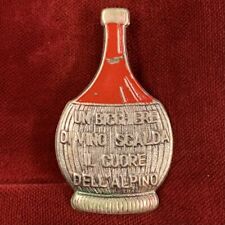 UN BICCHIERE
DI VINO SCALDA
IL CUORE
DELL'ALPINO